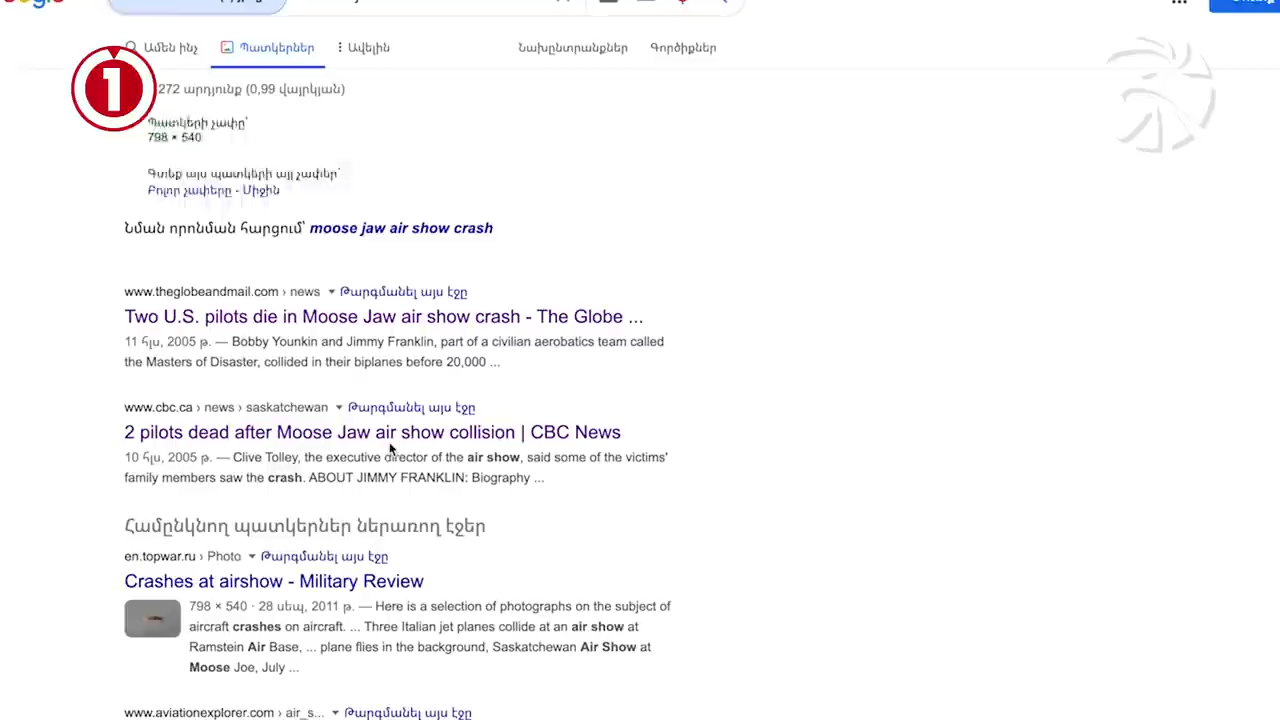 Ամեն ինչ
Պատկերներ
Ավելին
Նախընտրանքներ
Գործիքներ
1
272 արդյունք (0,99 վայրկյան)
Պատկերի չափը՝
798 × 540
Գտեք այս պատկերի այլ չափեր՝
Բոլոր չափերը - Միջին
Նման որոնման հարցում՝ moose jaw air show crash
www.theglobeandmail.com › news Թարգմանել այս էջը
Two U.S. pilots die in Moose Jaw air show crash - The Globe ...
11 հլս, 2005 թ. — Bobby Younkin and Jimmy Franklin, part of a civilian aerobatics team called
the Masters of Disaster, collided in their biplanes before 20,000 ...
www.cbc.ca › news › saskatchewan Թարգմանել այս էջը
2 pilots dead after Moose Jaw air show collision | CBC News
10 հլս, 2005 թ. — Clive Tolley, the executive director of the air show, said some of the victims'
family members saw the crash. ABOUT JIMMY FRANKLIN: Biography ...
Համընկնող պատկերներ ներառող էջեր
en.topwar.ru › Photo Թարգմանել այս էջը
Crashes at airshow - Military Review
798 × 540 · 28 սեպ, 2011 թ. — Here is a selection of photographs on the subject of
aircraft crashes on aircraft. ... Three Italian jet planes collide at an air show at
Ramstein Air Base, ... plane flies in the background, Saskatchewan Air Show at
Moose Joe, July ...
www.aviationexplorer.com › air_s... Թարգմանել այս էջը